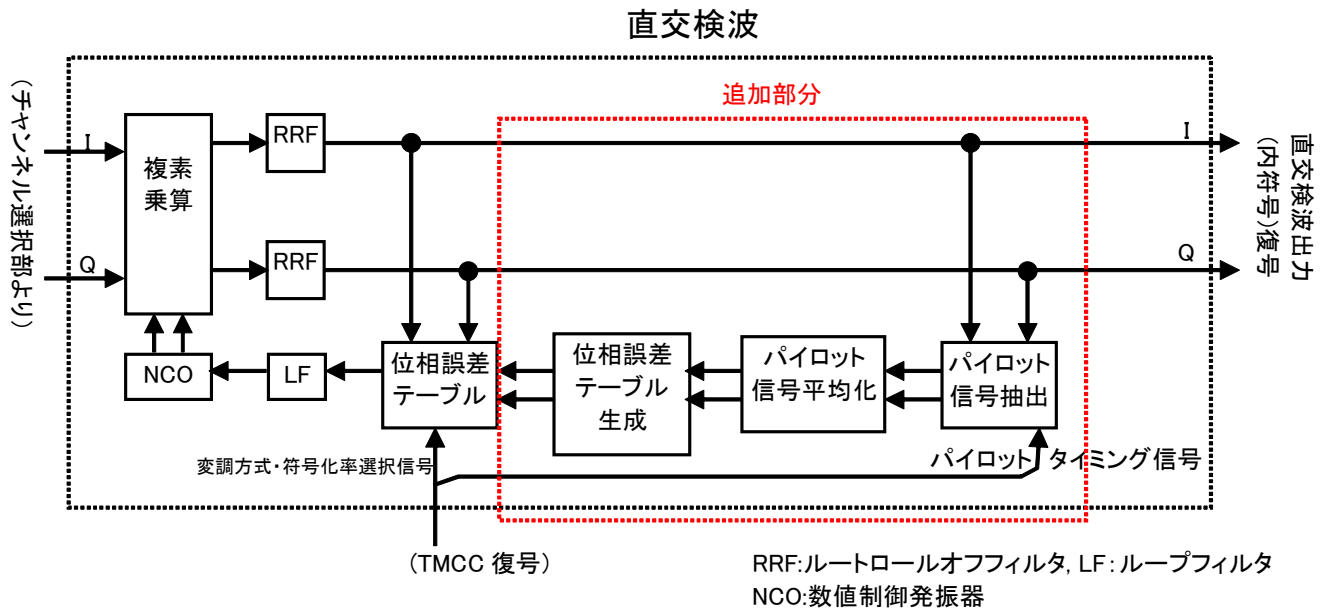 直交検波
追加部分
(チャンネル選択部より)
I
Q
複素
乗算
RRF
RRF
I
Q
直交検波出力
(内符号)復号
NCO
LF
位相誤差
テーブル
位相誤差
テーブル
生成
パイロット
信号平均化
パイロット
信号抽出
変調方式・符号化率選択信号
パイロット タイミング信号
(TMCC 復号)
RRF:ルートロールオフフィルタ, LF: ループフィルタ
NCO:数値制御発振器